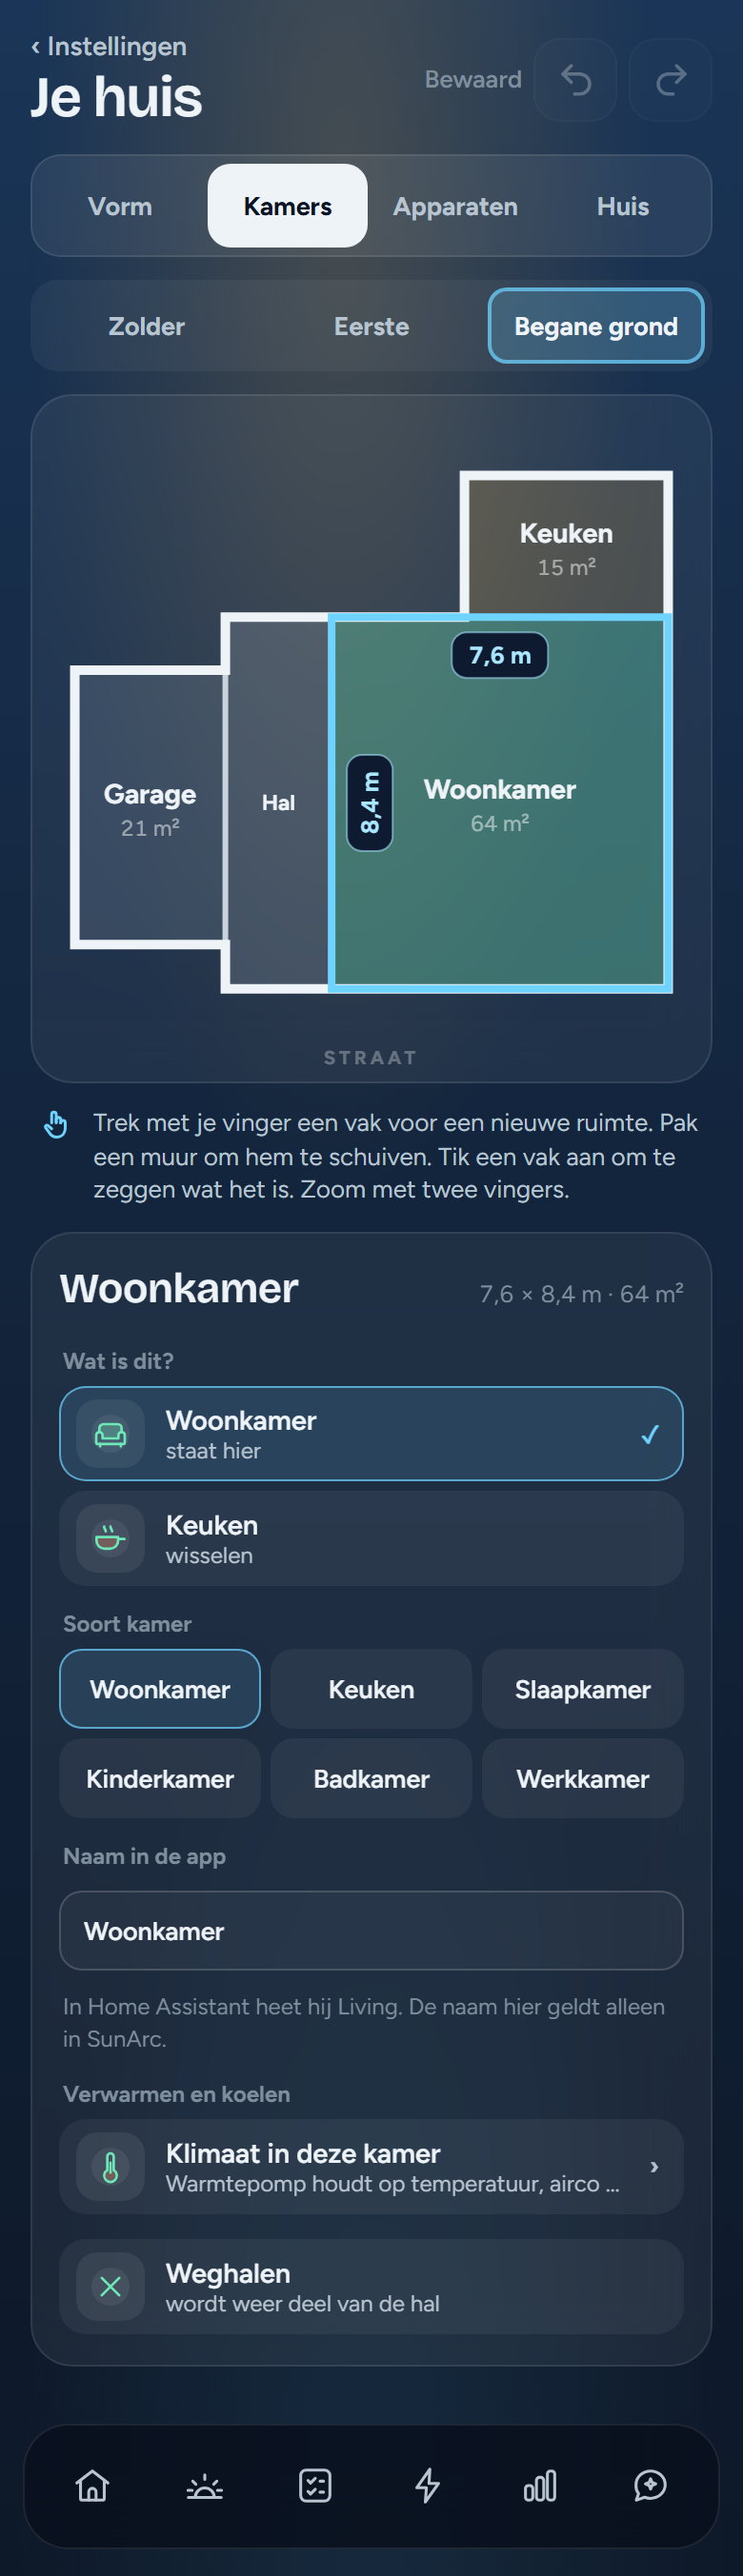 ‹ Instellingen
Je huis
Bewaard
Vorm
Kamers
Apparaten
Huis
Zolder
Eerste
Begane grond
Keuken
15 m²
7,6 m
Garage
21 m²
Hal
8,4 m
Woonkamer
64 m²
STRAAT
Trek met je vinger een vak voor een nieuwe ruimte. Pak
een muur om hem te schuiven. Tik een vak aan om te
zeggen wat het is. Zoom met twee vingers.
Woonkamer
7,6 × 8,4 m · 64 m²
Wat is dit?
Woonkamer
staat hier
Keuken
wisselen
Soort kamer
Woonkamer
Keuken
Slaapkamer
Kinderkamer
Badkamer
Werkkamer
Naam in de app
Woonkamer
In Home Assistant heet hij Living. De naam hier geldt alleen
in SunArc.
Verwarmen en koelen
Klimaat in deze kamer
Warmtepomp houdt op temperatuur, airco ...
Weghalen
wordt weer deel van de hal